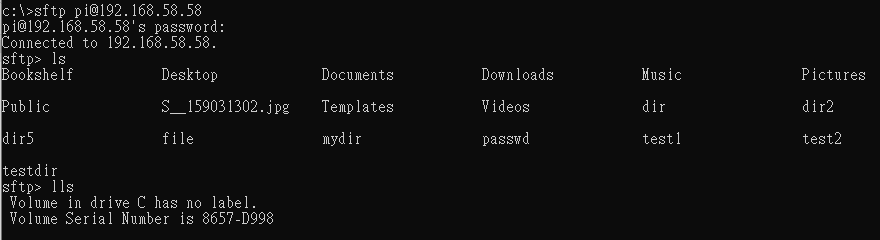 c:\>sftp pi@192.168.58.58
pi@192.168.58.58's password:
Connected to 192.168.58.58.
sftp> ls
Bookshelf Desktop Documents Downloads Music Pictures
Public S__159031302.jpg Templates Videos dir dir2
dir5 file mydir passwd test1 test2
testdir
sftp> lls
Volume in drive C has no label.
Volume Serial Number is 8657-D998